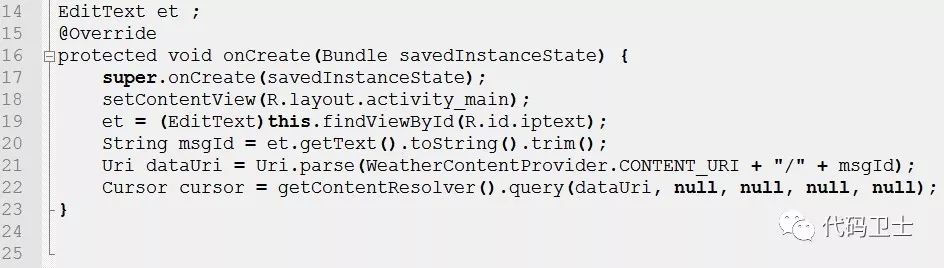 14 EditText et ;
15 @Override
16 protected void onCreate(Bundle savedInstanceState) {
17 super.onCreate(savedInstanceState);
18 setContentView(R.layout.activity_main);
19 et = (EditText)this.findViewById(R.id.iptext);
20 String msgId = et.getText().toString().trim();
21 Uri dataUri = Uri.parse(WeatherContentProvider.CONTENT_URI + "/" + msgId);
22 Cursor cursor = getContentResolver().query(dataUri, null, null, null, null);
23 }
24
25
代码卫士